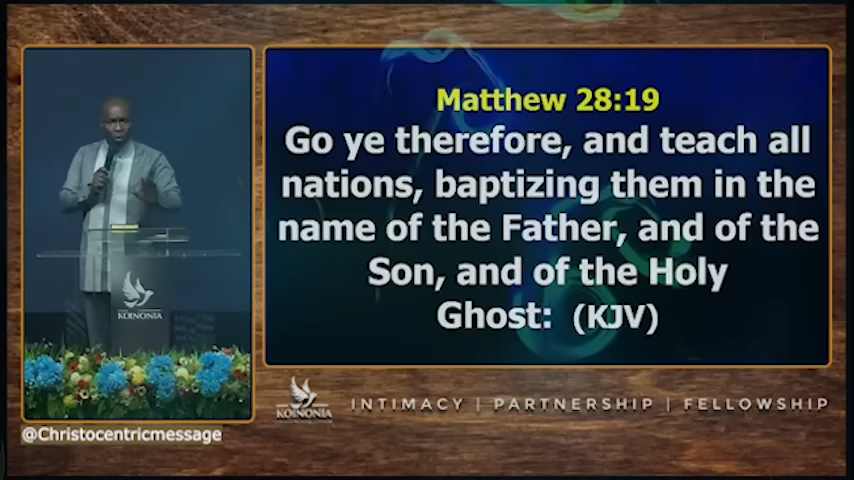 Matthew 28:19
Go ye therefore, and teach all
nations, baptizing them in the
name of the Father, and of the
Son, and of the Holy
Ghost: (KJV)
KOINONIA
KOINONIA
INTIMACY | PARTNERSHIP | FELLOWSHIP
@Christocentricmessage